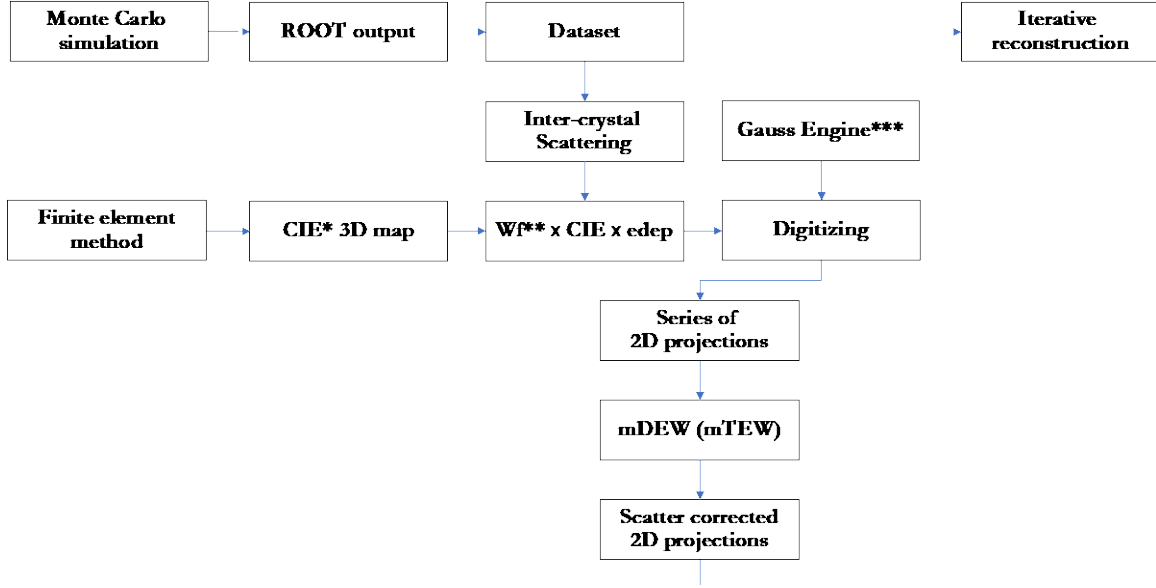 Monte Carlo
simulation
ROOT output
Dataset
Iterative
reconstruction
Inter-crystal
Scattering
Gauss Engine***
Finite element
method
CIE* 3D map
Wf** x CIE x edep
Digitizing
Series of
2D projections
mDEW (mTEW)
Scatter corrected
2D projections